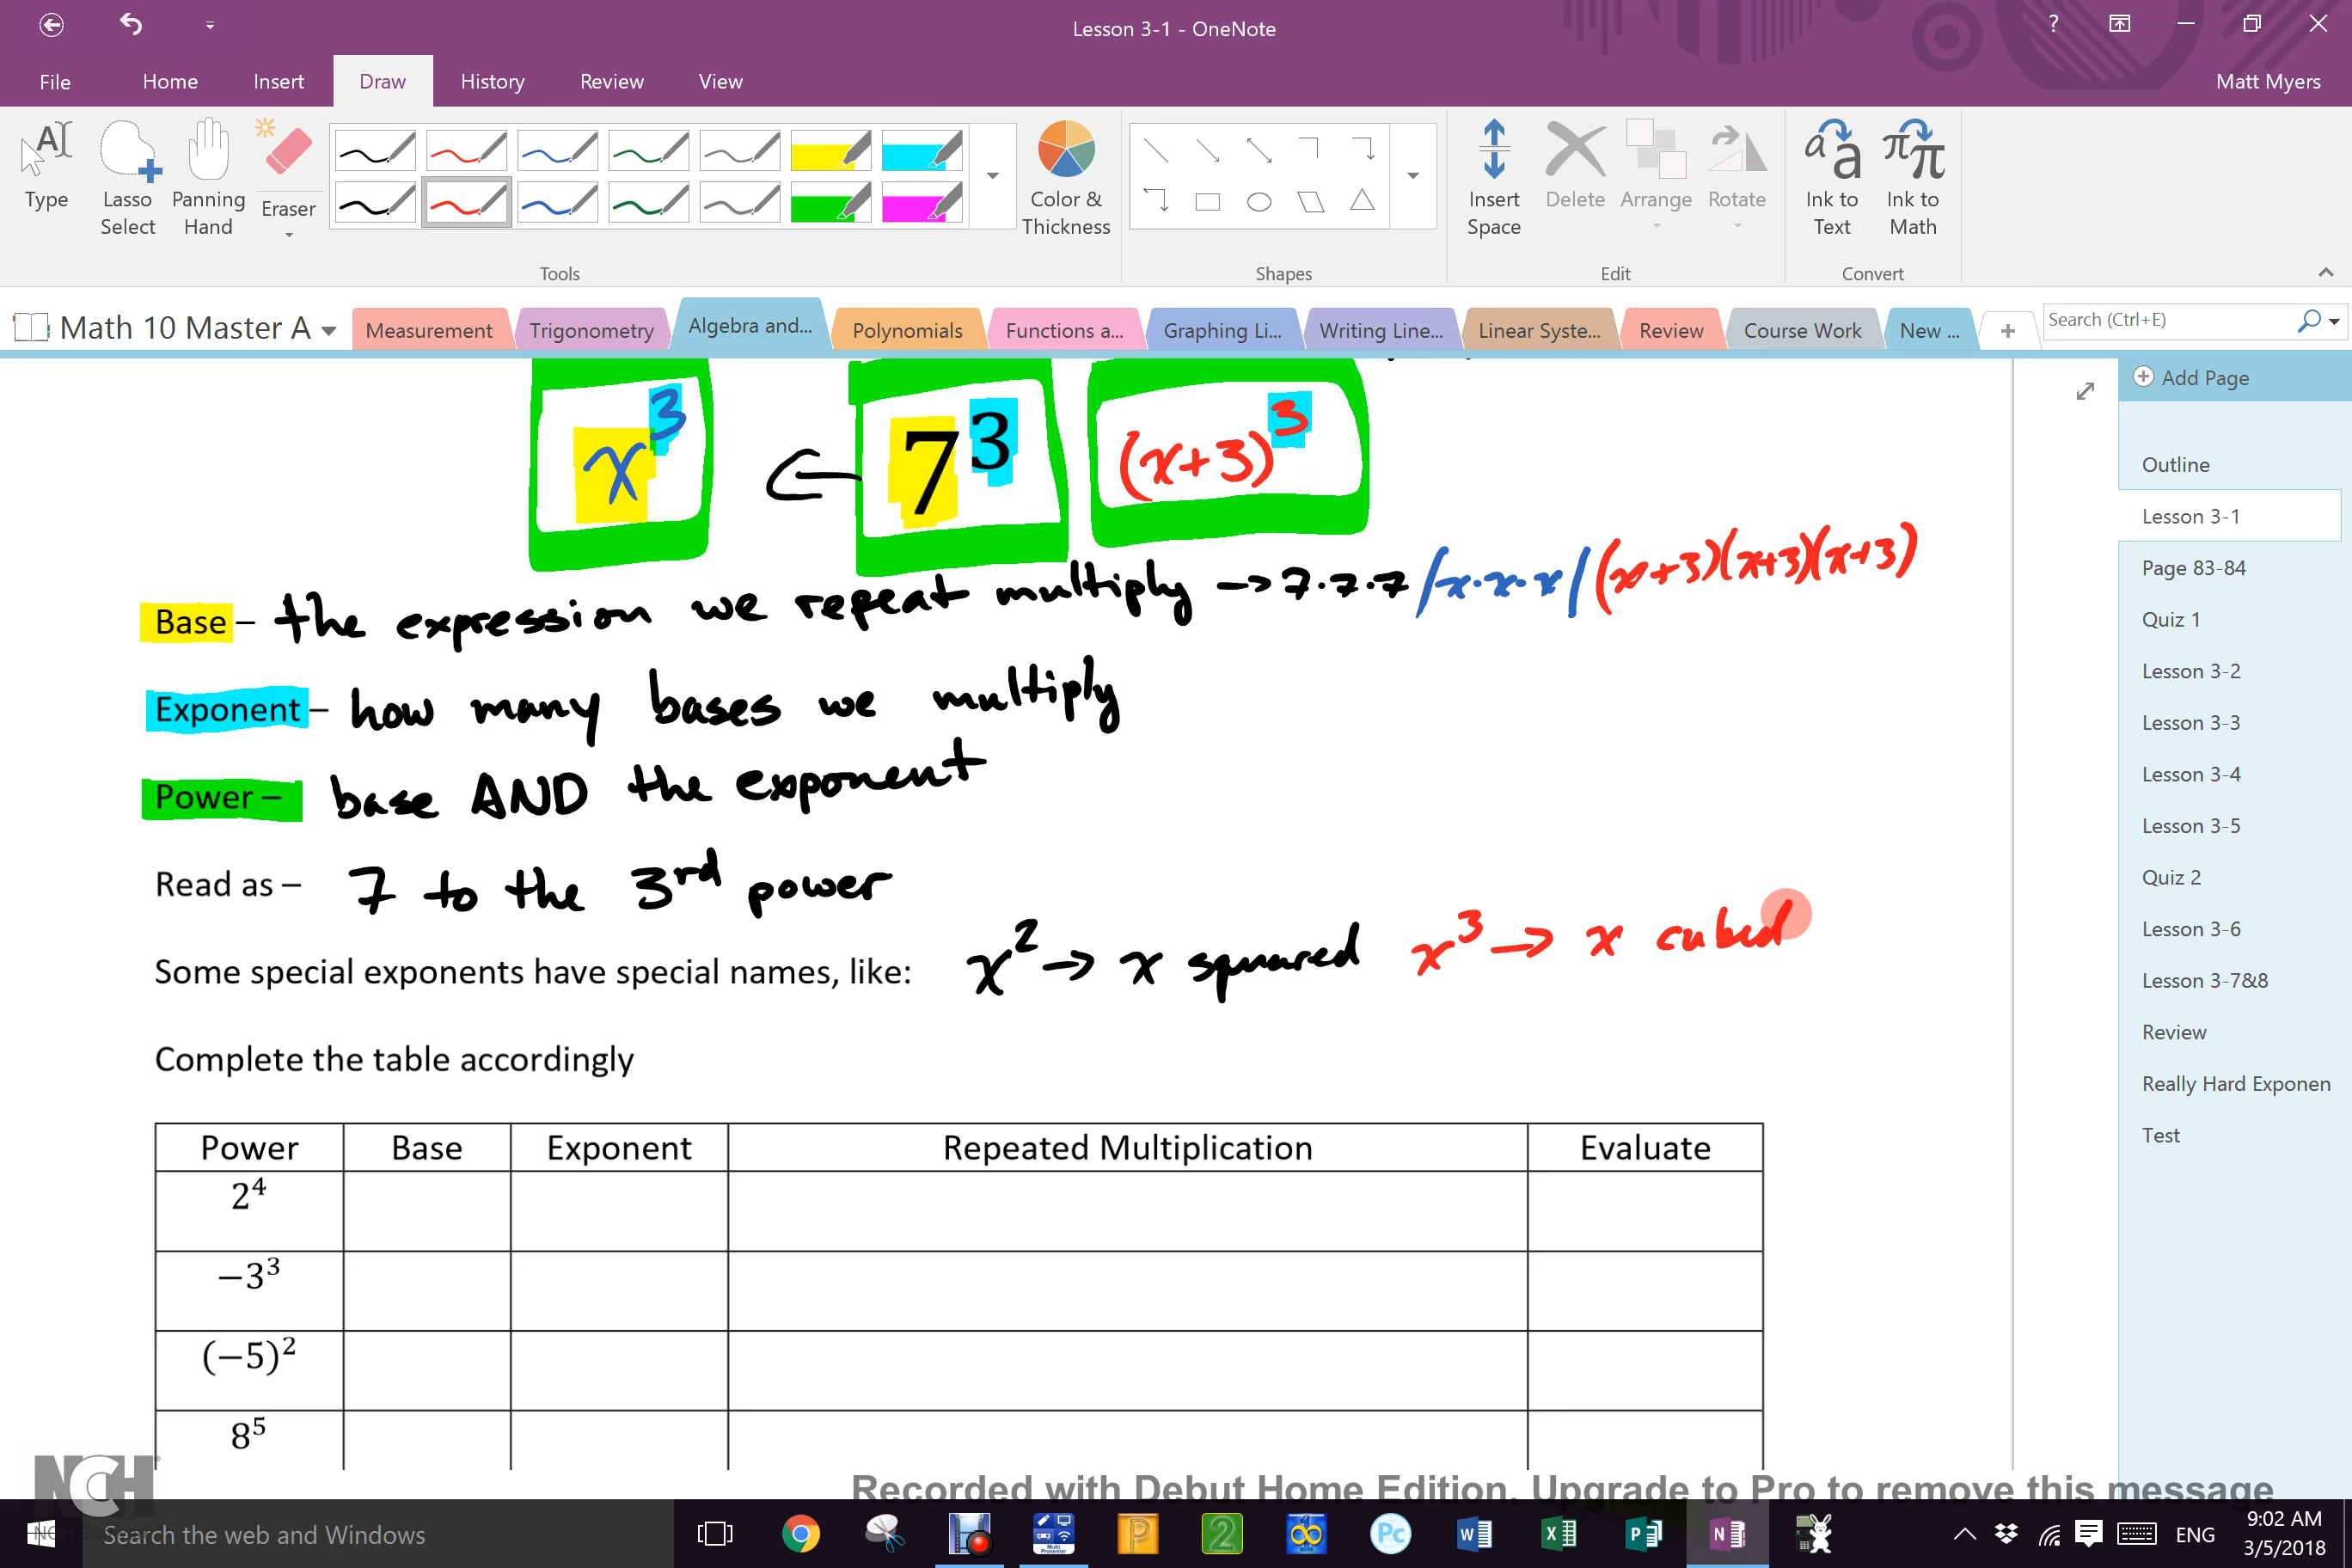 Lesson 3-1 - OneNote
?
File Home Insert Draw History Review View Matt Myers
Type
Lasso Select
Panning Hand
Eraser
Color & Thickness
Insert Space
Delete
Arrange
Rotate
Ink to Text
Ink to Math
Tools Shapes Edit Convert
Math 10 Master A Measurement Trigonometry Algebra and... Polynomials Functions a... Graphing Li... Writing Line... Linear Syste... Review Course Work New ... + Search (Ctrl+E)
x³ ← 7³ (x+3)³
Base – the expression we repeat multiply → 7·7·7 / x·x·x / (x+3)(x+3)(x+3)
Exponent – how many bases we multiply
Power – base AND the exponent
Read as – 7 to the 3rd power
Some special exponents have special names, like: x² → x squared x³ → x cubed
Complete the table accordingly
Power Base Exponent Repeated Multiplication Evaluate
2⁴
−3³
(−5)²
8⁵
Add Page
Outline
Lesson 3-1
Page 83-84
Quiz 1
Lesson 3-2
Lesson 3-3
Lesson 3-4
Lesson 3-5
Quiz 2
Lesson 3-6
Lesson 3-7&8
Review
Really Hard Exponen
Test
NCH
Recorded with Debut Home Edition. Upgrade to Pro to remove this message
Search the web and Windows
ENG
9:02 AM
3/5/2018